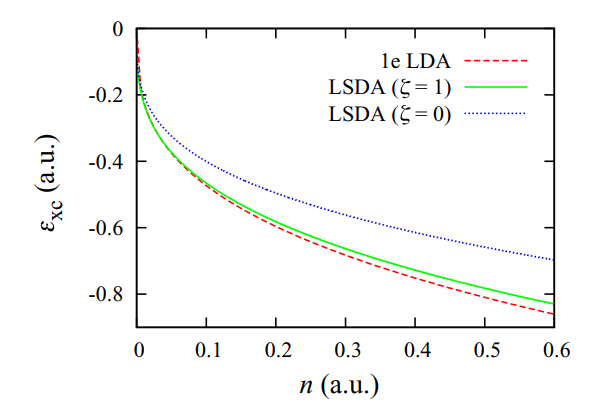 0
-0.2
-0.4
-0.6
-0.8
ε_xc (a.u.)
1e LDA
LSDA (ζ = 1)
LSDA (ζ = 0)
0 0.1 0.2 0.3 0.4 0.5 0.6
n (a.u.)